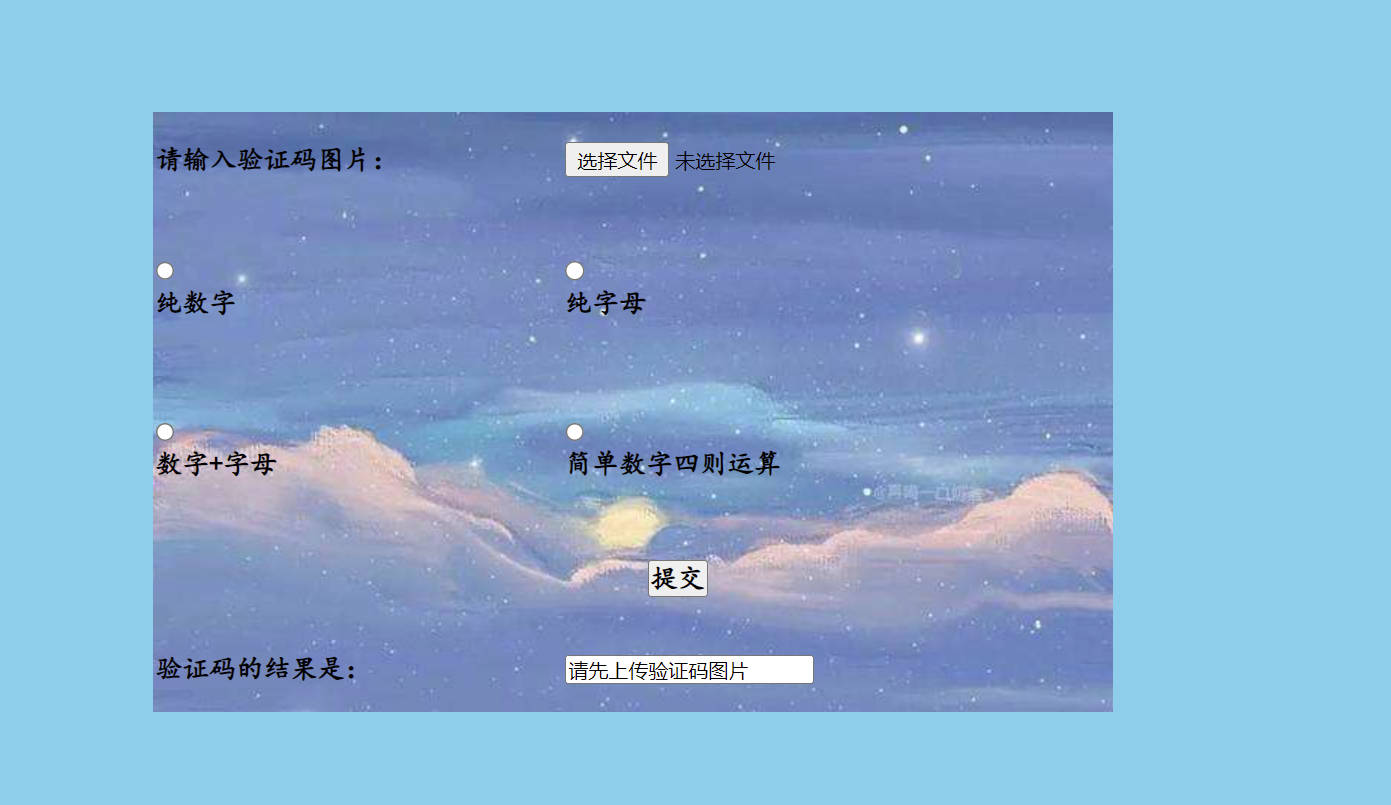 请输入验证码图片：
选择文件 未选择文件
纯数字
纯字母
数字+字母
简单数字四则运算
提交
验证码的结果是：
请先上传验证码图片